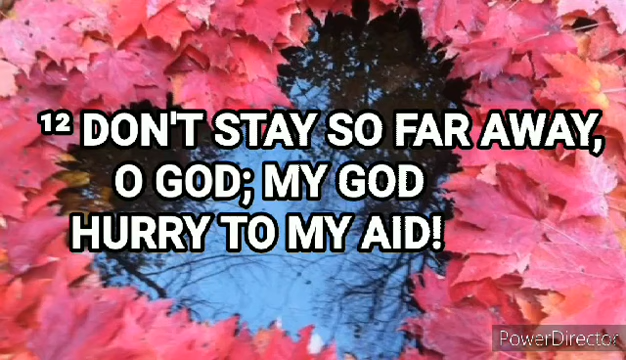 ¹² DON'T STAY SO FAR AWAY,
O GOD; MY GOD
HURRY TO MY AID!
PowerDirector